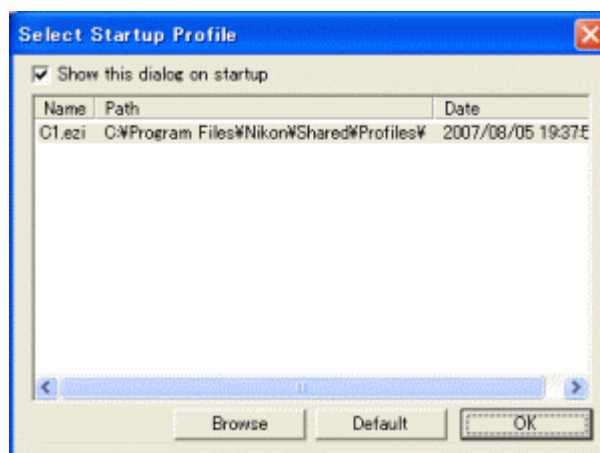 Select Startup Profile
Show this dialog on startup
Name Path Date
C1.ezi C:¥Program Files¥Nikon¥Shared¥Profiles¥ 2007/08/05 19:37:5
Browse Default OK